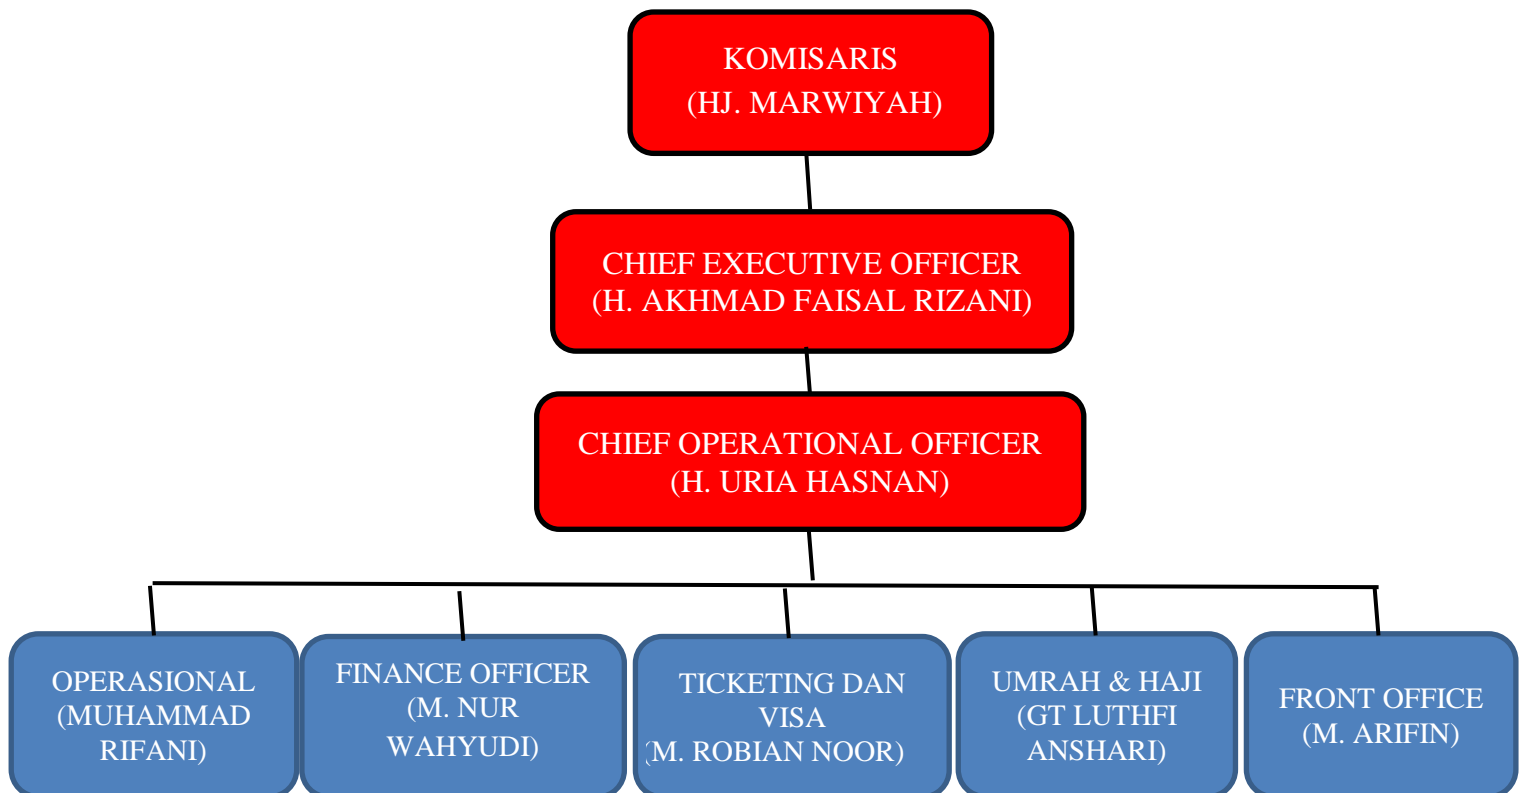 KOMISARIS
(HJ. MARWIYAH)
CHIEF EXECUTIVE OFFICER
(H. AKHMAD FAISAL RIZANI)
CHIEF OPERATIONAL OFFICER
(H. URIA HASNAN)
OPERASIONAL
(MUHAMMAD
RIFANI)
FINANCE OFFICER
(M. NUR
WAHYUDI)
TICKETING DAN
VISA
(M. ROBIAN NOOR)
UMRAH & HAJI
(GT LUTHFI
ANSHARI)
FRONT OFFICE
(M. ARIFIN)